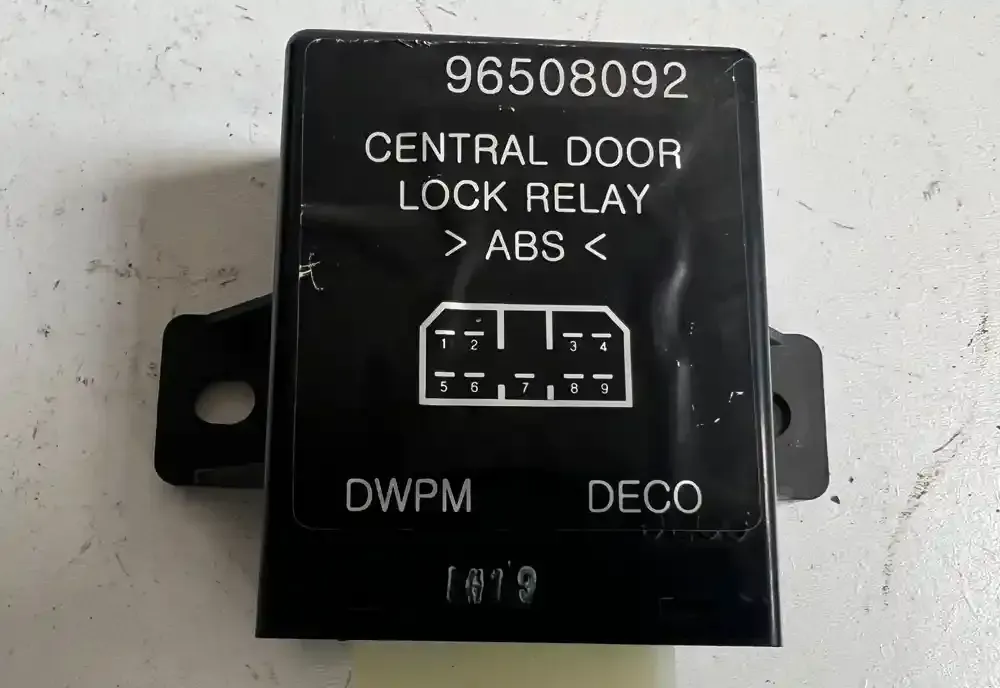 96508092
CENTRAL DOOR
LOCK RELAY
> ABS <
1 2 3 4
5 6 7 8 9
DWPM DECO